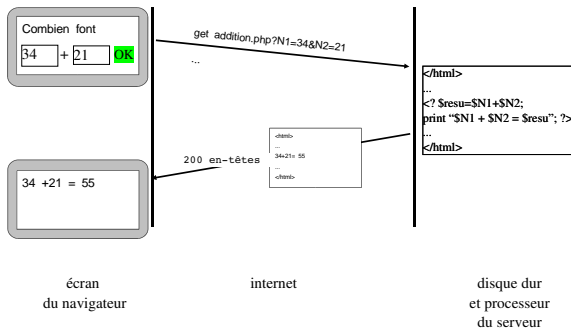 Combien font
34 + 21 OK
get addition.php?N1=34&N2=21
...
</html>
...
<? $resu=$N1+$N2;
print “$N1 + $N2 = $resu”; ?>
...
</html>
<html>
...
34+21= 55
...
</html>
200 en-têtes
34 +21 = 55
écran
du navigateur
internet
disque dur
et processeur
du serveur